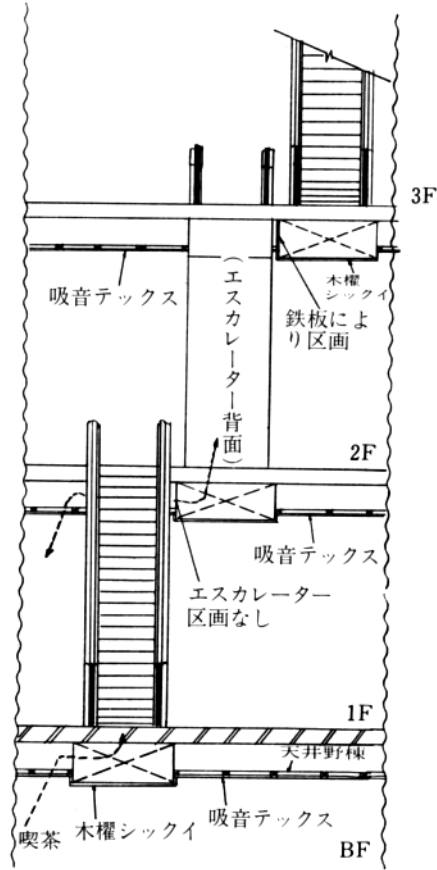 3F
吸音テックス
木櫂
シックイ
鉄板によ
り区画
(エスカレーター背面)
2F
吸音テックス
エスカレーター
区画なし
1F
天井野棟
喫茶
木櫂シックイ
吸音テックス
BF